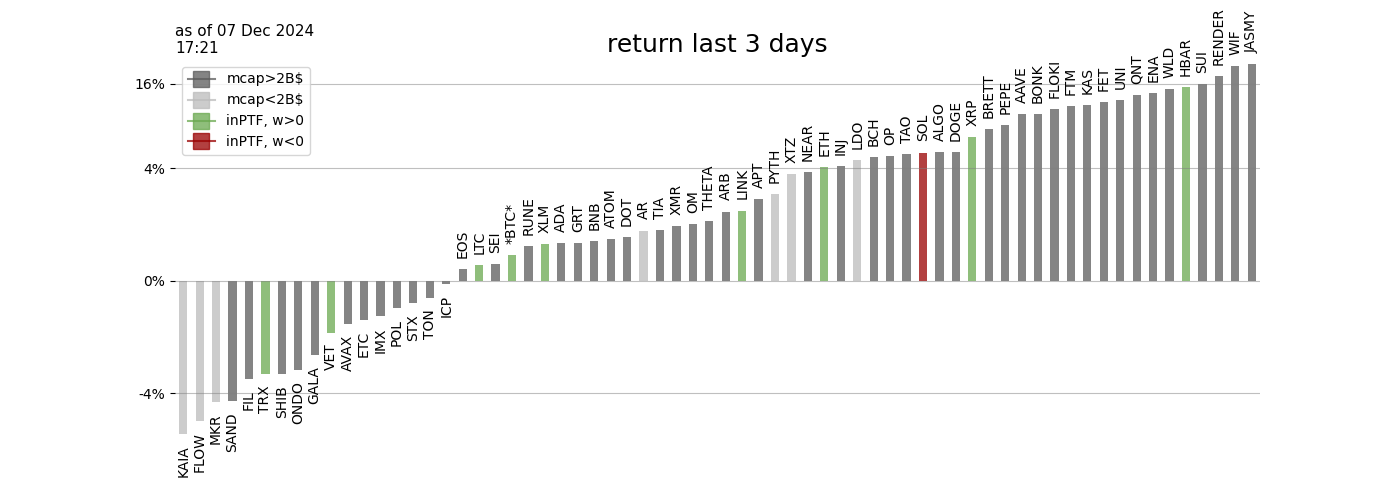 as of 07 Dec 2024
17:21
return last 3 days
mcap>2B$
mcap<2B$
inPTF, w>0
inPTF, w<0
16%
4%
0%
-4%
KAIA
FLOW
MKR
SAND
FIL
TRX
SHIB
ONDO
GALA
VET
AVAX
ETC
IMX
POL
STX
TON
ICP
EOS
LTC
SEI
*BTC*
RUNE
XLM
ADA
GRT
BNB
ATOM
DOT
AR
TIA
XMR
OM
THETA
ARB
LINK
APT
PYTH
XTZ
NEAR
ETH
INJ
LDO
BCH
OP
TAO
SOL
ALGO
DOGE
XRP
BRETT
PEPE
AAVE
BONK
FLOKI
FTM
KAS
FET
UNI
QNT
ENA
WLD
HBAR
SUI
RENDER
WIF
JASMY